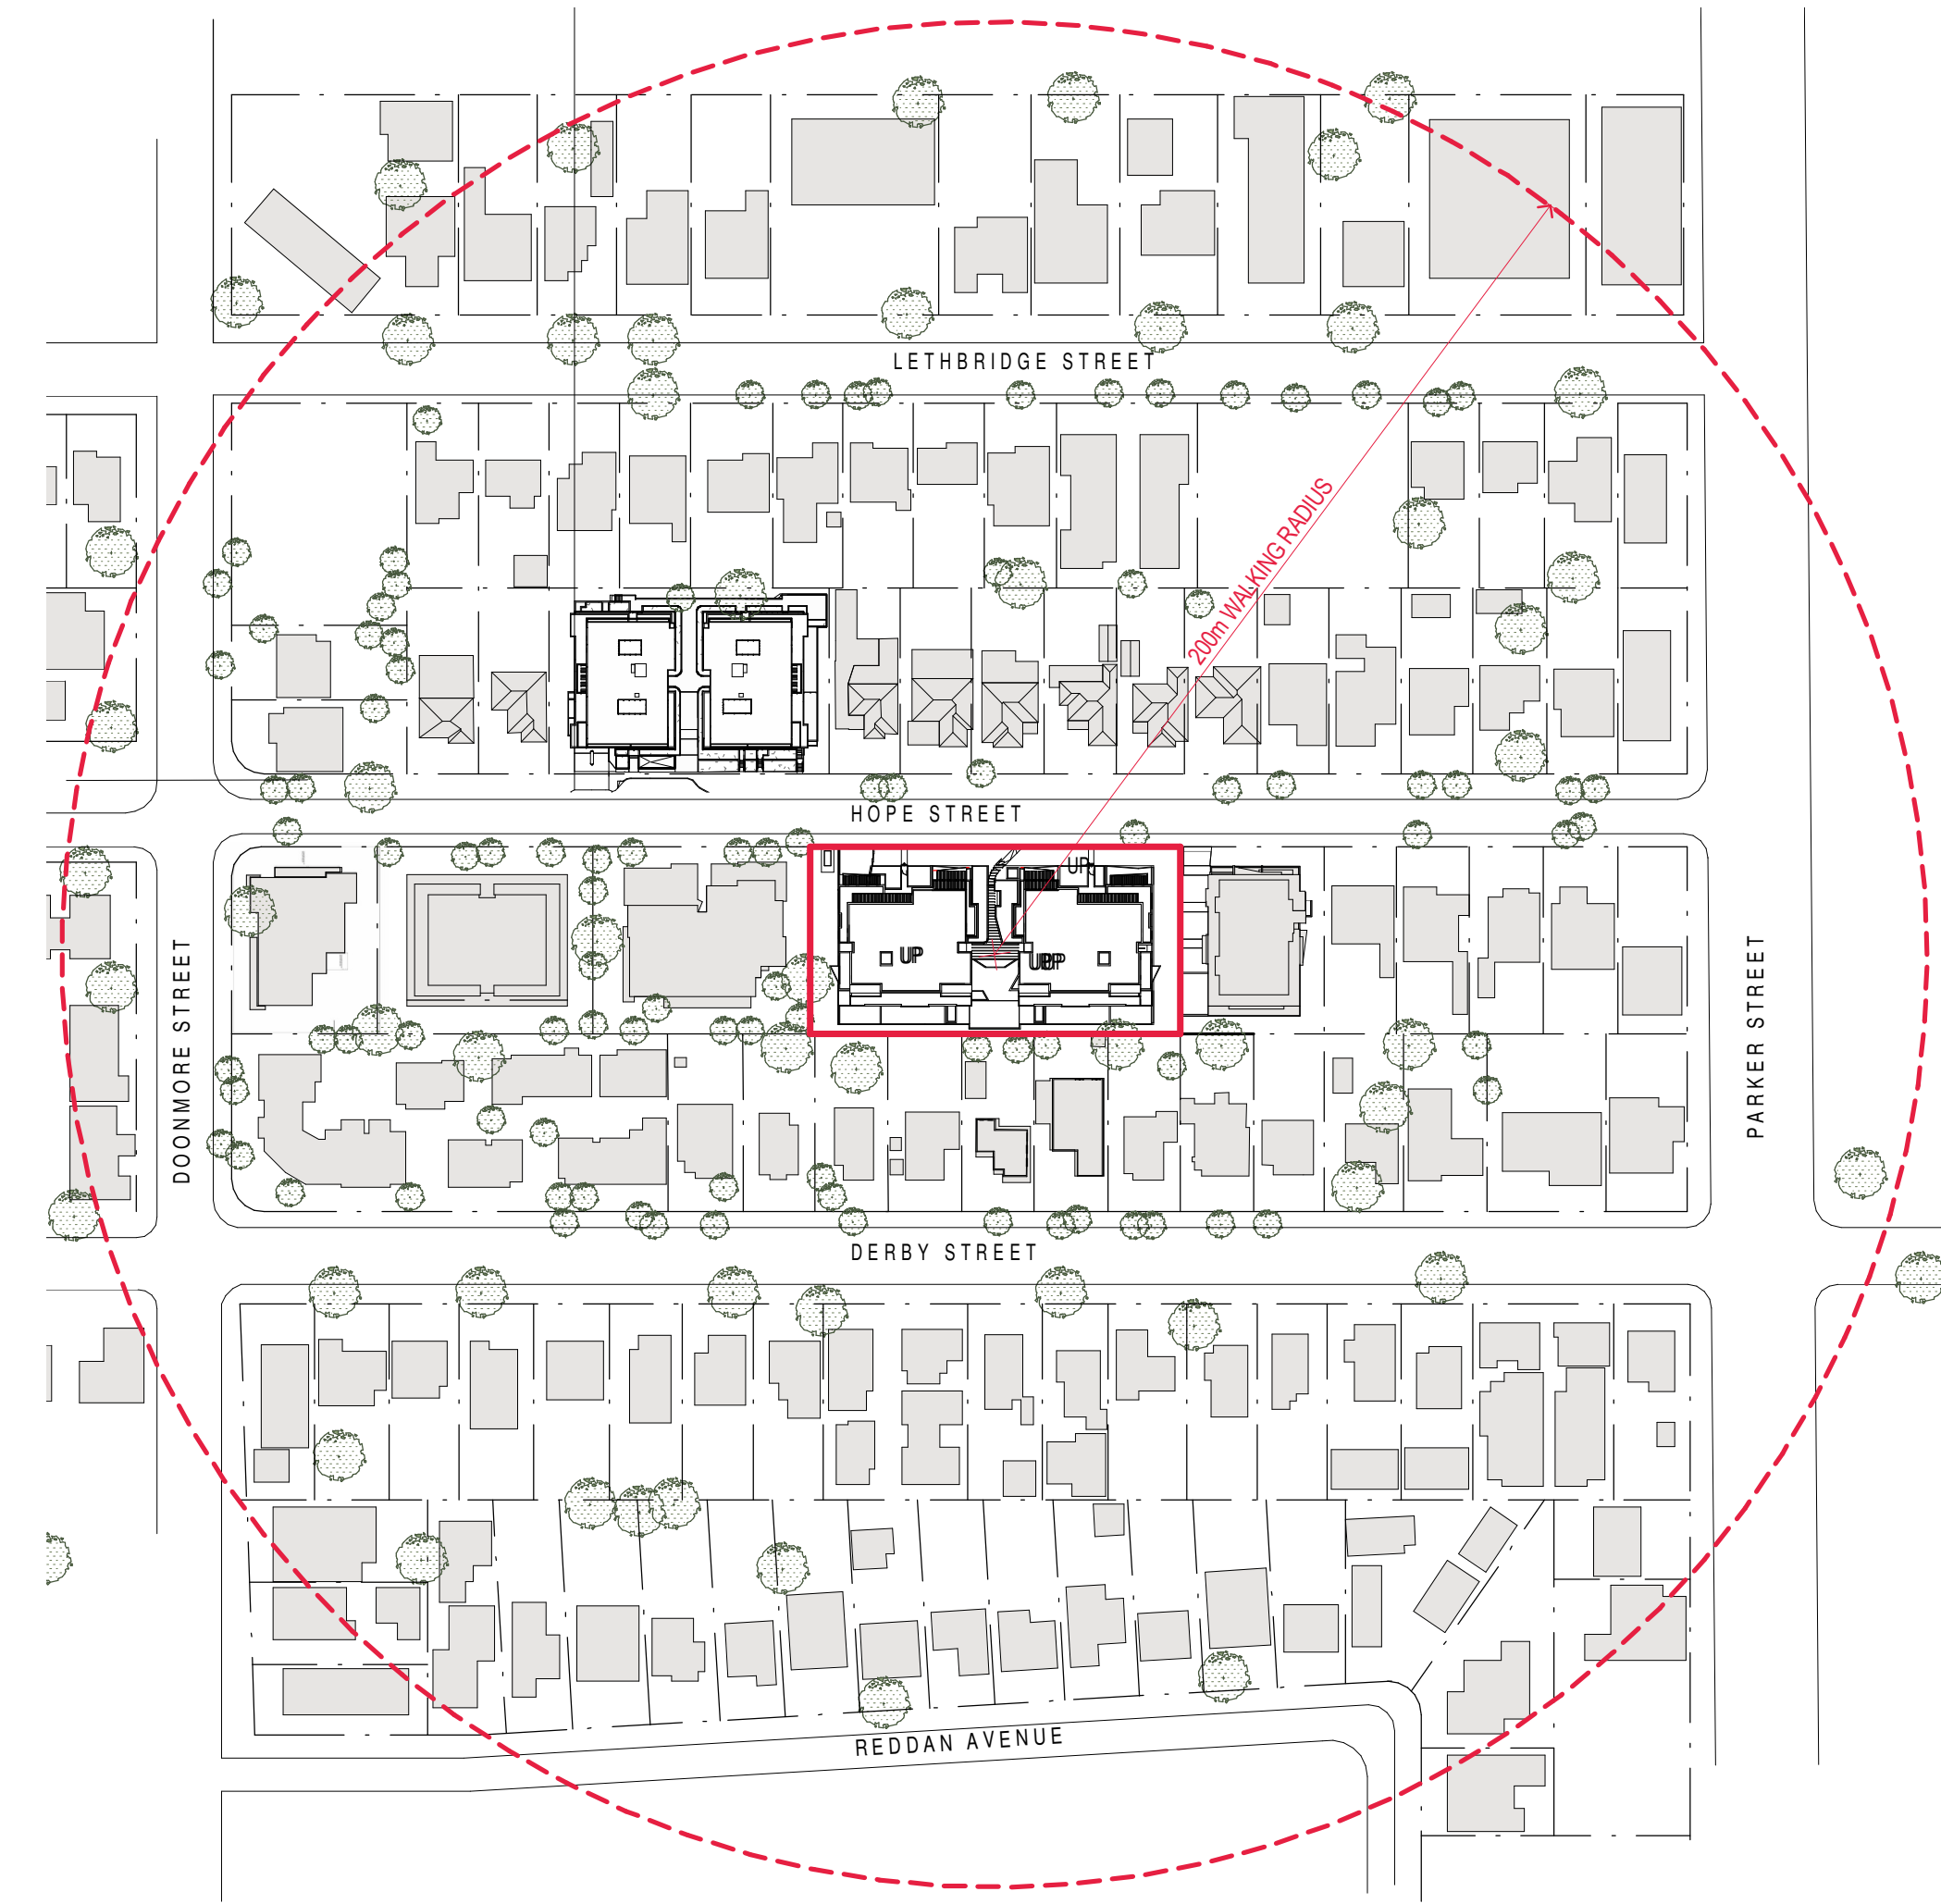 LETHBRIDGE STREET
200m WALKING RADIUS
HOPE STREET
UP
UP
UP
DOONMORE STREET
PARKER STREET
DERBY STREET
REDDAN AVENUE